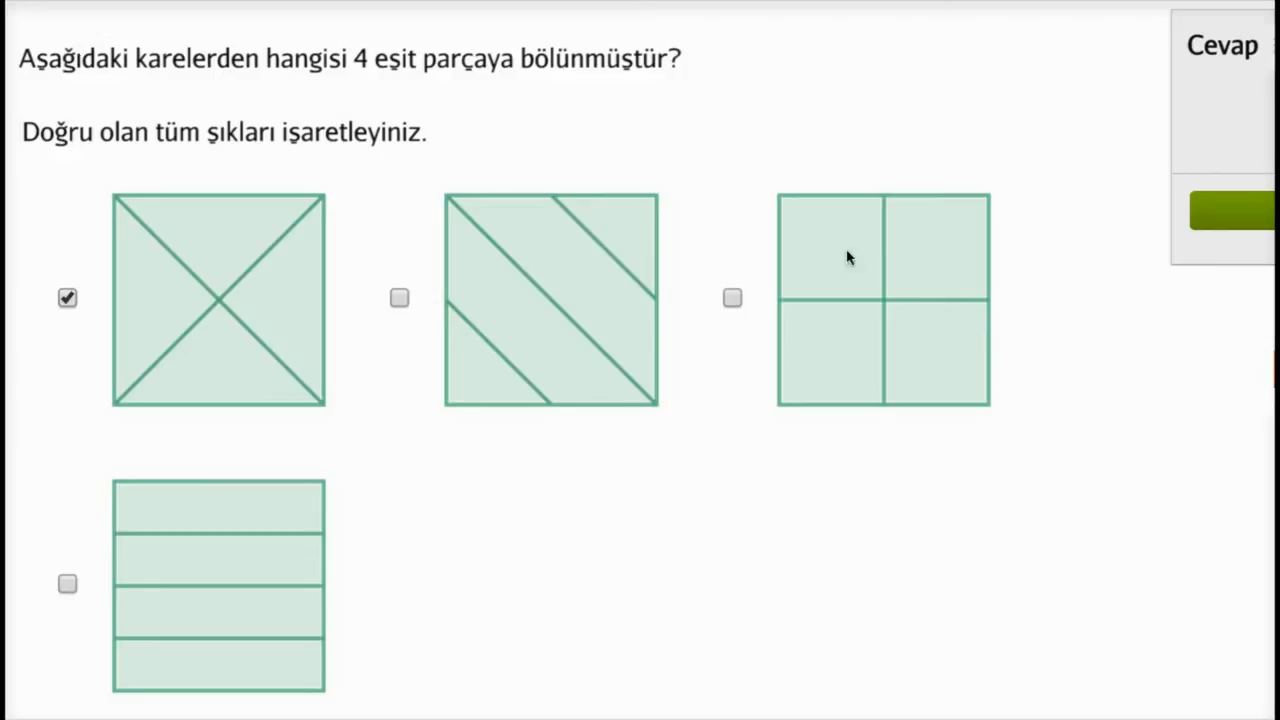 Aşağıdaki karelerden hangisi 4 eşit parçaya bölünmüştür?
Cevap
Doğru olan tüm şıkları işaretleyiniz.